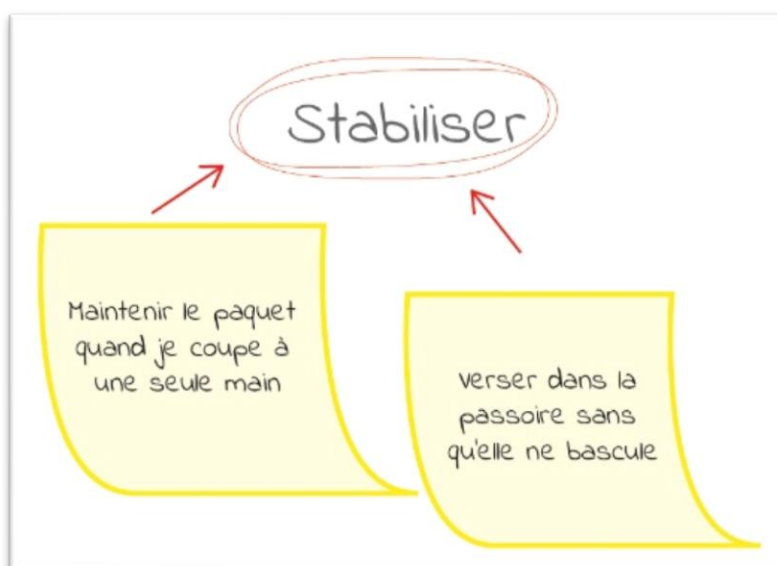 Stabiliser
Maintenir le paquet
quand je coupe à
une seule main
verser dans la
passoire sans
qu'elle ne bascule